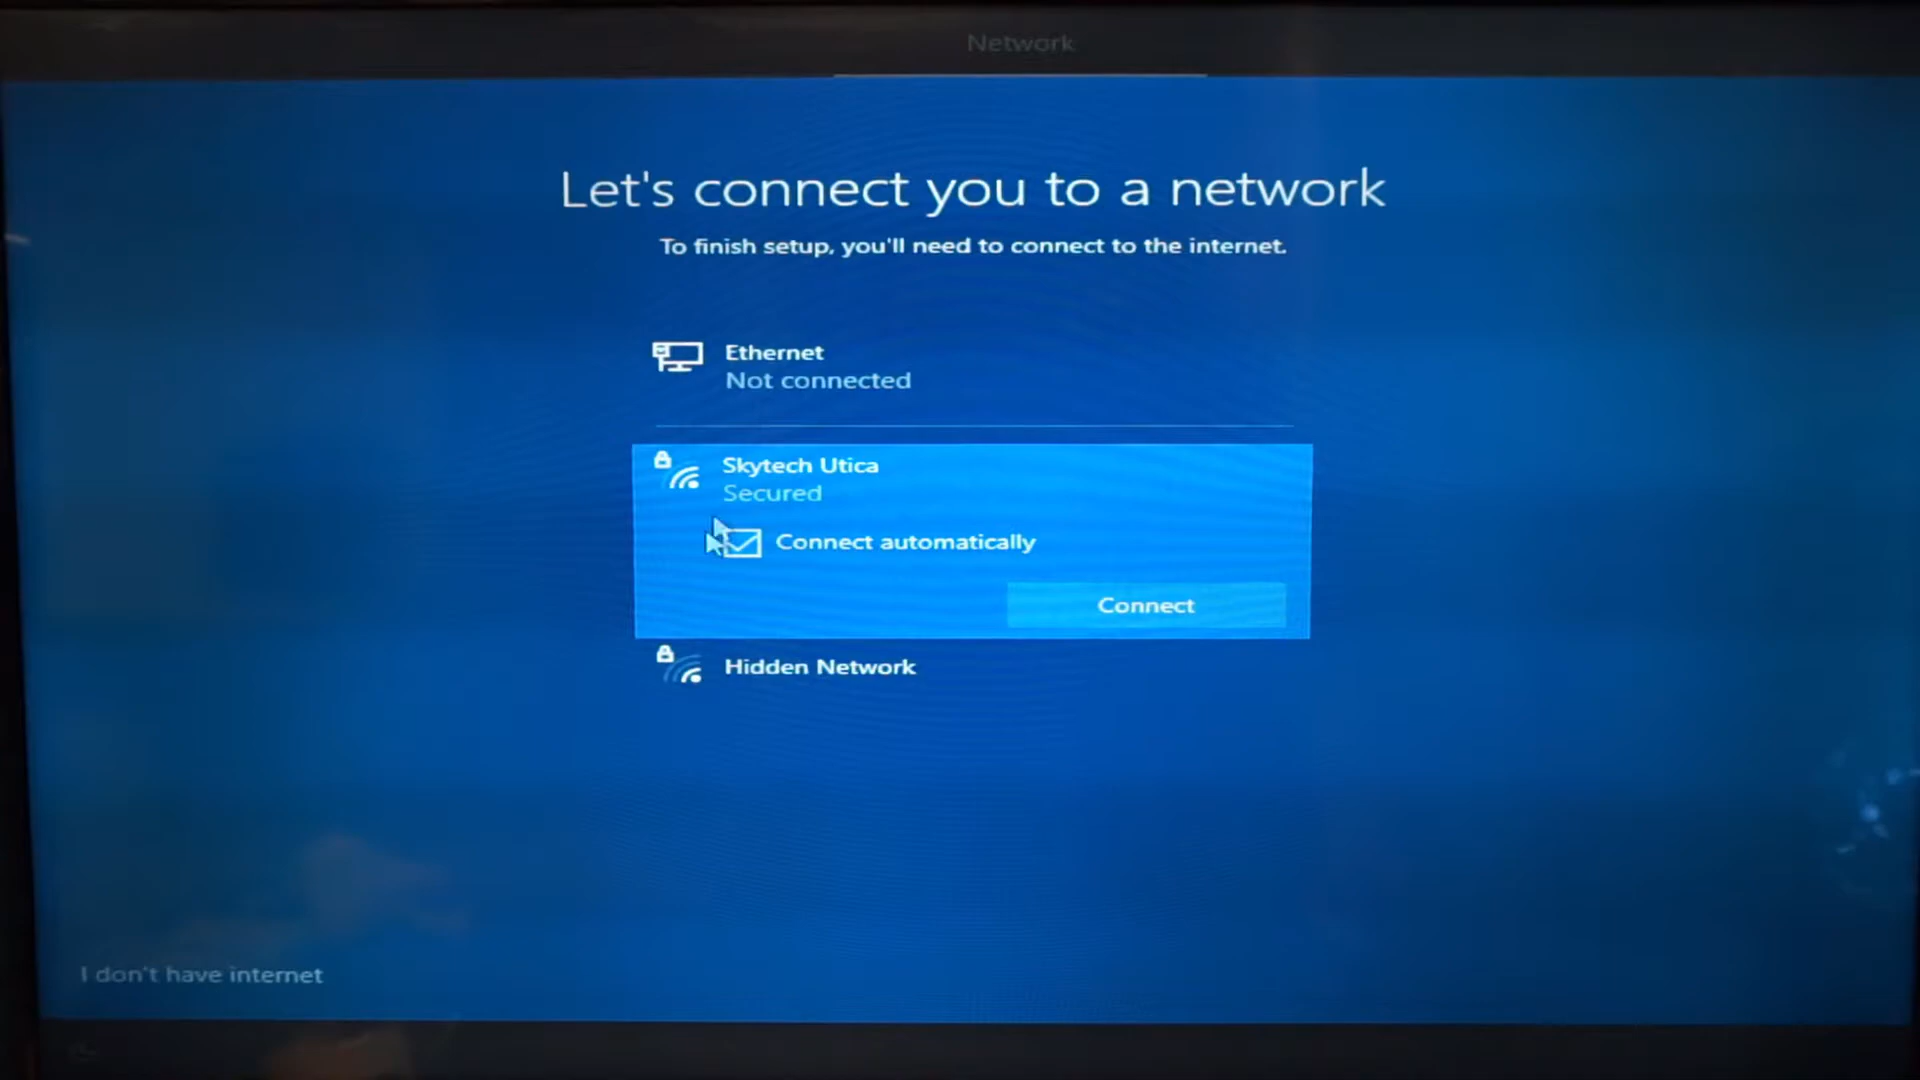 Network
Let's connect you to a network
To finish setup, you'll need to connect to the internet.
Ethernet
Not connected
Skytech Utica
Secured
Connect automatically
Connect
Hidden Network
I don't have internet